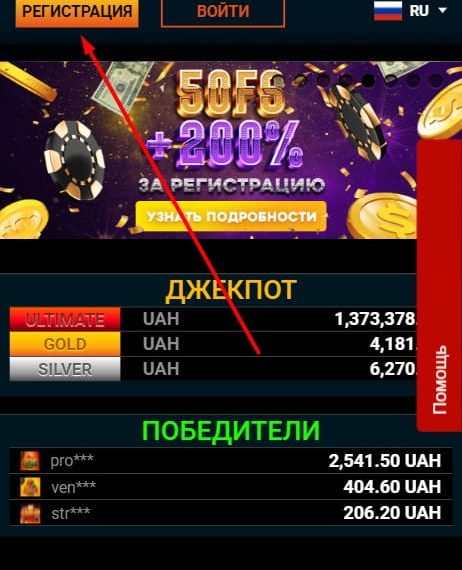 РЕГИСТРАЦИЯ
ВОЙТИ
RU
50FS
+200%
ЗА РЕГИСТРАЦИЮ
УЗНАТЬ ПОДРОБНОСТИ
ДЖЕКПОТ
ULTIMATE UAH 1,373,378.
GOLD UAH 4,181.
SILVER UAH 6,270.
Помощь
ПОБЕДИТЕЛИ
pro*** 2,541.50 UAH
ven*** 404.60 UAH
str*** 206.20 UAH